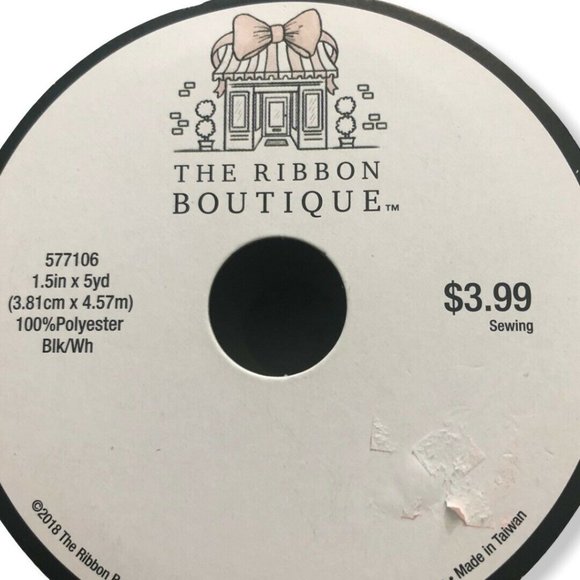 THE RIBBON
BOUTIQUE™
577106
1.5in x 5yd
(3.81cm x 4.57m)
100%Polyester
Blk/Wh
$3.99
Sewing
©2018 The Ribbon
• Made in Taiwan